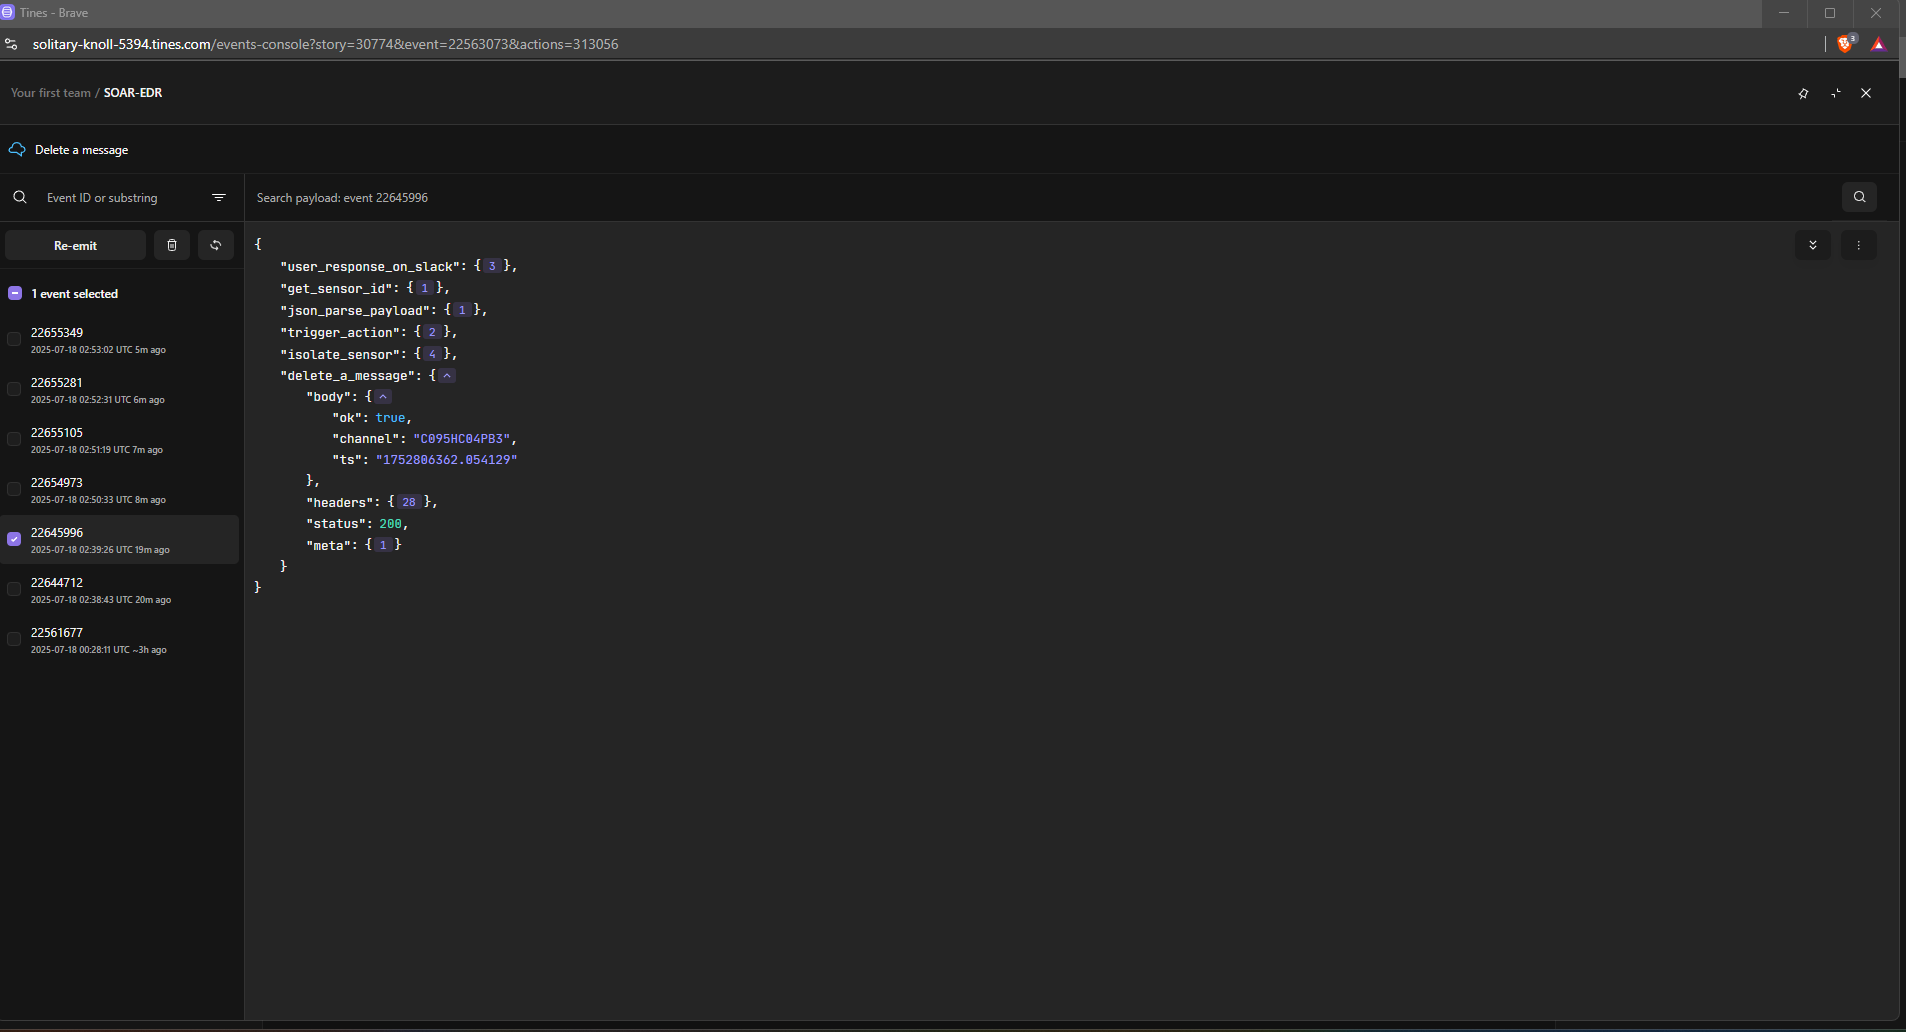 Tines - Brave
solitary-knoll-5394.tines.com/events-console?story=30774&event=22563073&actions=313056
3
Your first team / SOAR-EDR
Delete a message
Event ID or substring
Search payload: event 22645996
Re-emit
1 event selected
22655349
2025-07-18 02:53:02 UTC 5m ago
22655281
2025-07-18 02:52:31 UTC 6m ago
22655105
2025-07-18 02:51:19 UTC 7m ago
22654973
2025-07-18 02:50:33 UTC 8m ago
22645996
2025-07-18 02:39:26 UTC 19m ago
22644712
2025-07-18 02:38:43 UTC 20m ago
22561677
2025-07-18 00:28:11 UTC ~3h ago
{
"user_response_on_slack": { 3 },
"get_sensor_id": { 1 },
"json_parse_payload": { 1 },
"trigger_action": { 2 },
"isolate_sensor": { 4 },
"delete_a_message": {
"body": {
"ok": true,
"channel": "C095HC04PB3",
"ts": "1752806362.054129"
},
"headers": { 28 },
"status": 200,
"meta": { 1 }
}
}